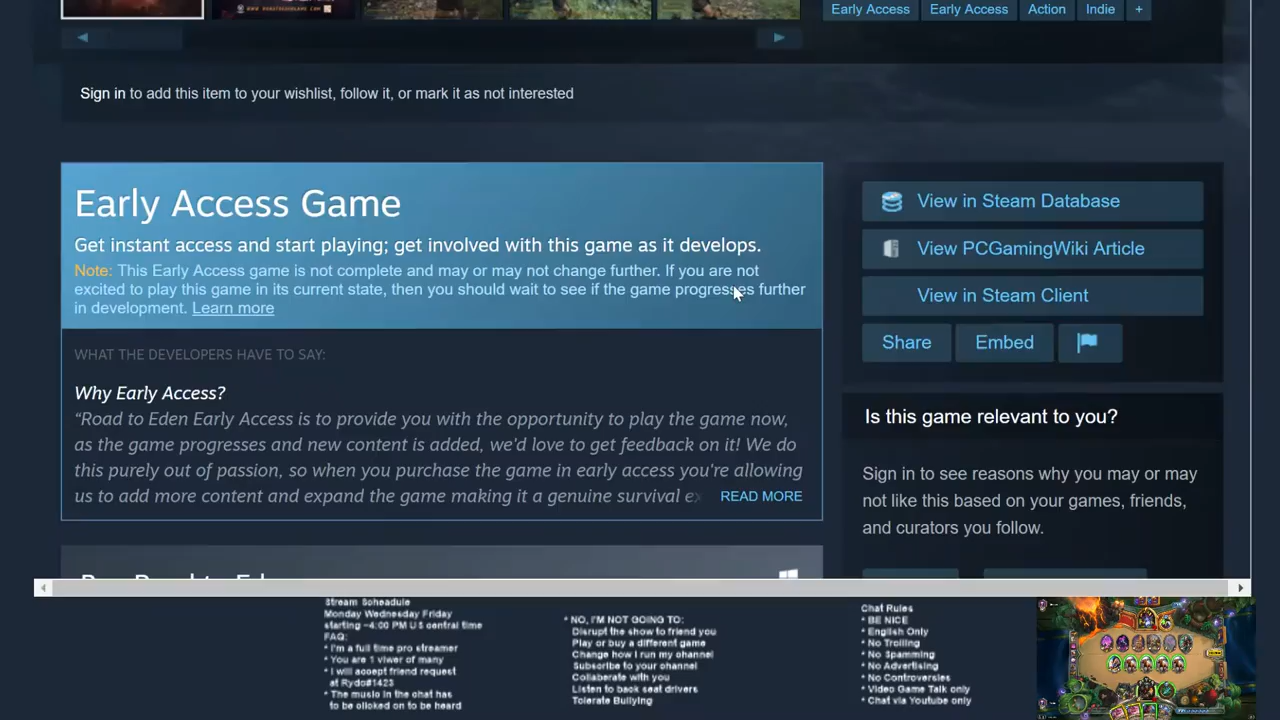 Early Access
Early Access
Action
Indie
+
Sign in to add this item to your wishlist, follow it, or mark it as not interested
Early Access Game
Get instant access and start playing; get involved with this game as it develops.
Note: This Early Access game is not complete and may or may not change further. If you are not
excited to play this game in its current state, then you should wait to see if the game progresses further
in development. Learn more
WHAT THE DEVELOPERS HAVE TO SAY:
Why Early Access?
“Road to Eden Early Access is to provide you with the opportunity to play the game now,
as the game progresses and new content is added, we'd love to get feedback on it! We do
this purely out of passion, so when you purchase the game in early access you're allowing
us to add more content and expand the game making it a genuine survival
READ MORE
View in Steam Database
View PCGamingWiki Article
View in Steam Client
Share
Embed
Is this game relevant to you?
Sign in to see reasons why you may or may
not like this based on your games, friends,
and curators you follow.
Stream Scheadule
Monday Wednesday Friday
starting ~4:00 PM US central time
FAQ:
* I'm a full time pro streamer
* You are 1 viwer of many
* I will accept friend request
at Rydo#1423
* The music in the chat has
to be clicked on to be heard
* NO, I'M NOT GOING TO:
Disrupt the show to friend you
Play or buy a different game
Change how I run my channel
Subscribe to your channel
Collaborate with you
Listen to back seat drivers
Tolerate Bullying
Chat Rules
* BE NICE
* English Only
* No Trolling
* No Spamming
* No Advertising
* No Controversies
* Video Game Talk only
* Chat via Youtube only